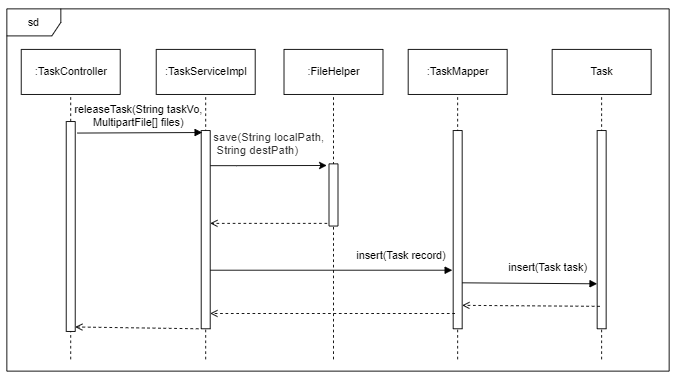 sd
:TaskController
:TaskServiceImpl
:FileHelper
:TaskMapper
Task
releaseTask(String taskVo,
MultipartFile[] files)
save(String localPath,
String destPath)
insert(Task record)
insert(Task task)